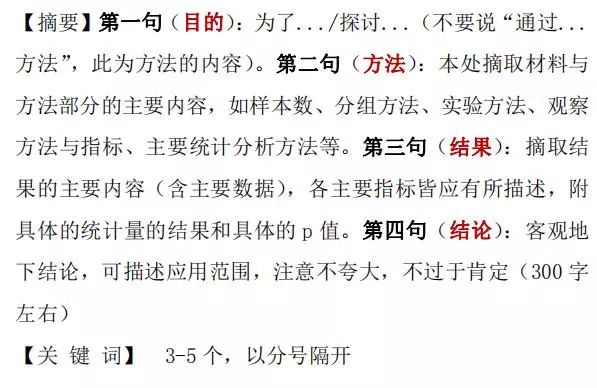 【摘要】第一句（目的）：为了.../探讨...（不要说“通过...
方法”，此为方法的内容）。第二句（方法）：本处摘取材料与
方法部分的主要内容，如样本数、分组方法、实验方法、观察
方法与指标、主要统计分析方法等。第三句（结果）：摘取结
果的主要内容（含主要数据），各主要指标皆应有所描述，附
具体的统计量的结果和具体的 p 值。第四句（结论）：客观地
下结论，可描述应用范围，注意不夸大，不过于肯定（300 字
左右）
【关 键 词】 3-5 个，以分号隔开